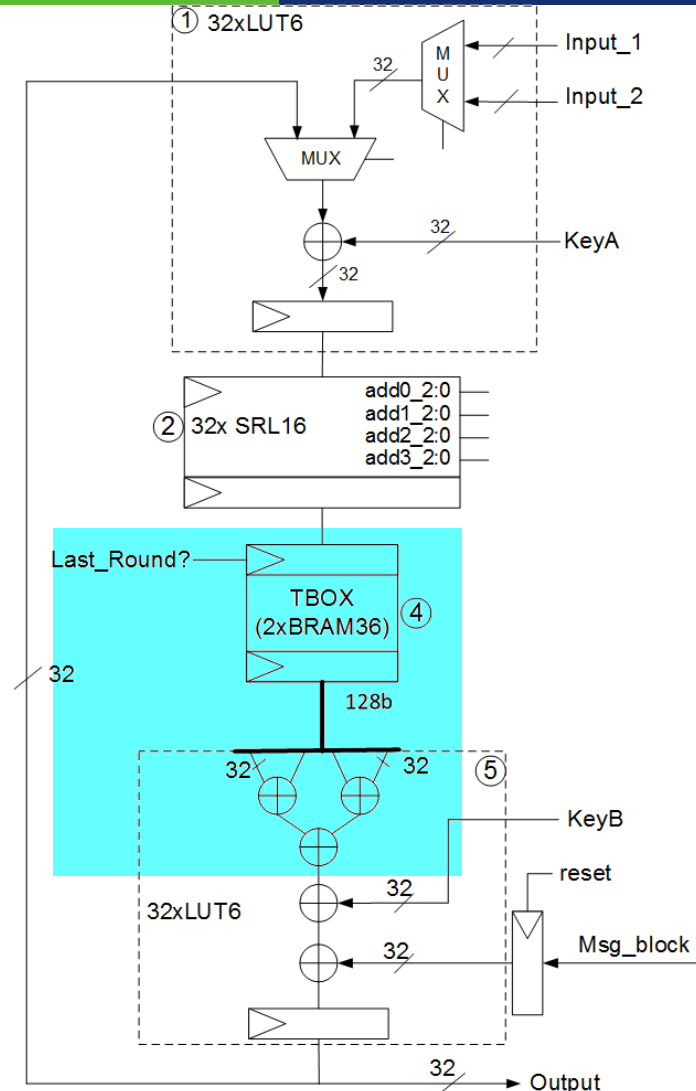 ① 32xLUT6
Input_1
MUX
32
Input_2
MUX
32
KeyA
32
add0_2:0
② 32x SRL16
add1_2:0
add2_2:0
add3_2:0
Last_Round?
TBOX
(2xBRAM36)
④
32
128b
32
32
⑤
KeyB
reset
32
32xLUT6
Msg_block
32
32
Output